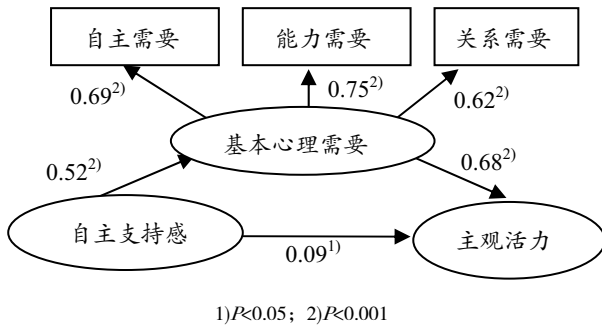 自主需要 能力需要 关系需要
0.69²⁾ 0.75²⁾ 0.62²⁾
基本心理需要
0.52²⁾ 0.68²⁾
自主支持感 主观活力
0.09¹⁾
1)P<0.05；2)P<0.001